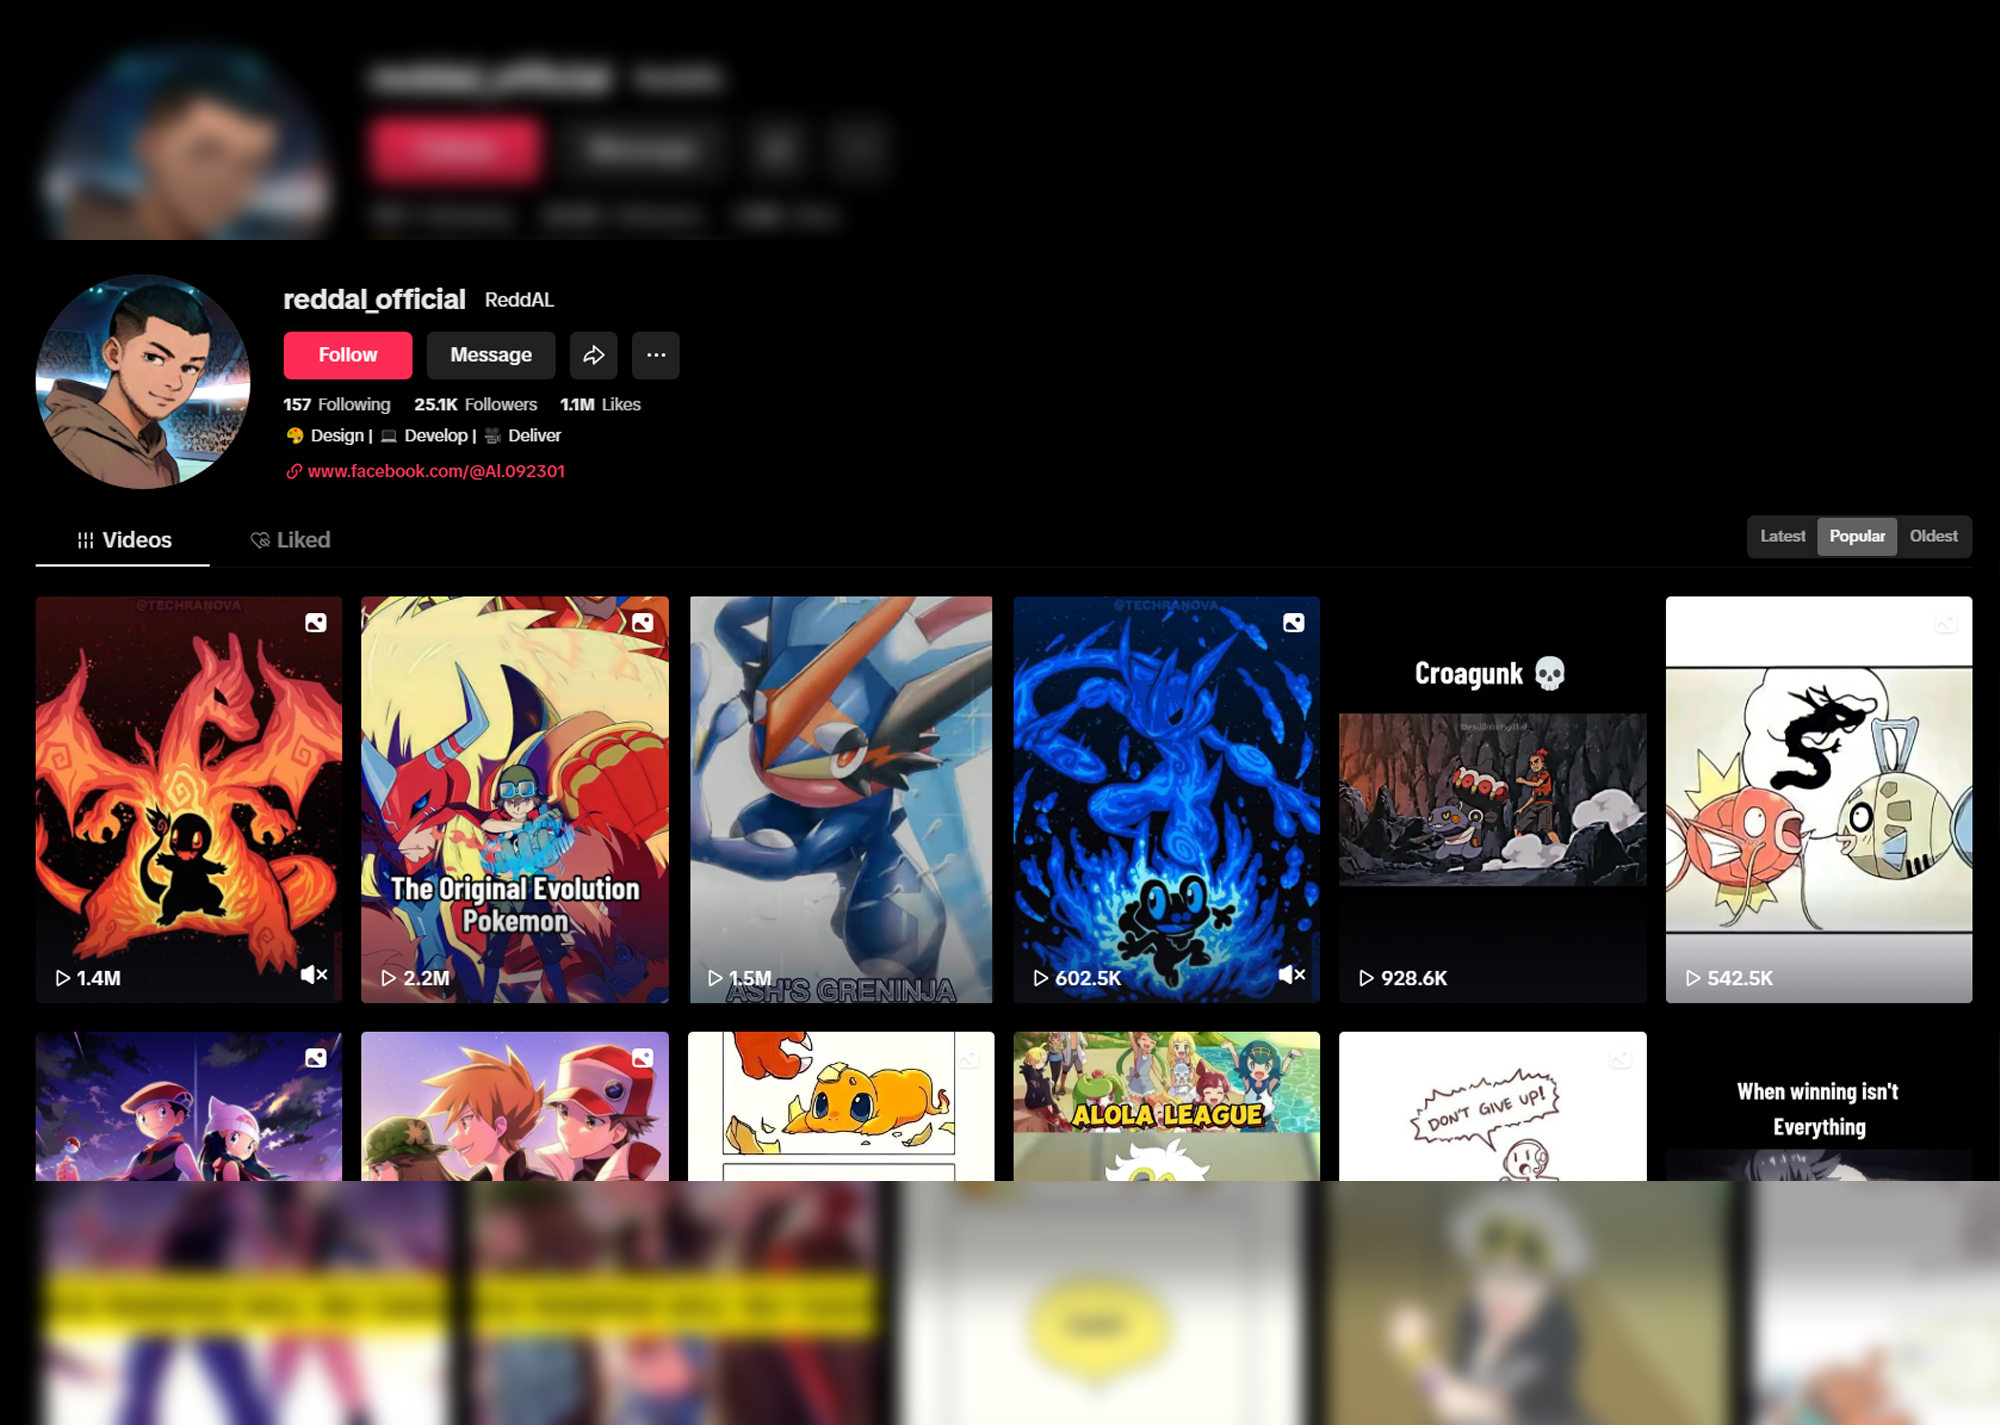 reddal_official ReddAL
Follow Message
157 Following 25.1K Followers 1.1M Likes
🎨 Design | 💻 Develop | 🎥 Deliver
www.facebook.com/@Al.092301
Videos Liked
Latest Popular Oldest
@TECHRANOVA
1.4M
The Original Evolution
Pokemon
2.2M
ASH'S GRENINJA
1.5M
@TECHRANOVA
602.5K
Croagunk 💀
928.6K
542.5K
ALOLA LEAGUE
DON'T GIVE UP!
When winning isn't
Everything